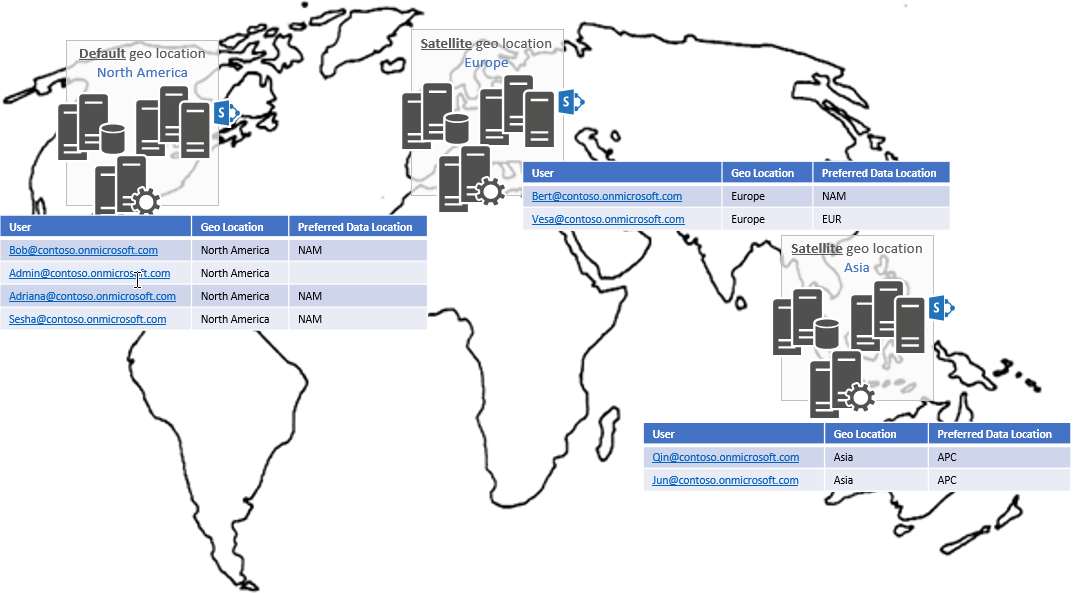 Default geo location
North America
S
Satellite geo location
Europe
S
User Geo Location Preferred Data Location
Bert@contoso.onmicrosoft.com Europe NAM
Vesa@contoso.onmicrosoft.com Europe EUR
User Geo Location Preferred Data Location
Bob@contoso.onmicrosoft.com North America NAM
Admin@contoso.onmicrosoft.com North America
Adriana@contoso.onmicrosoft.com North America NAM
Sesha@contoso.onmicrosoft.com North America NAM
Satellite geo location
Asia
S
User Geo Location Preferred Data Location
Qin@contoso.onmicrosoft.com Asia APC
Jun@contoso.onmicrosoft.com Asia APC